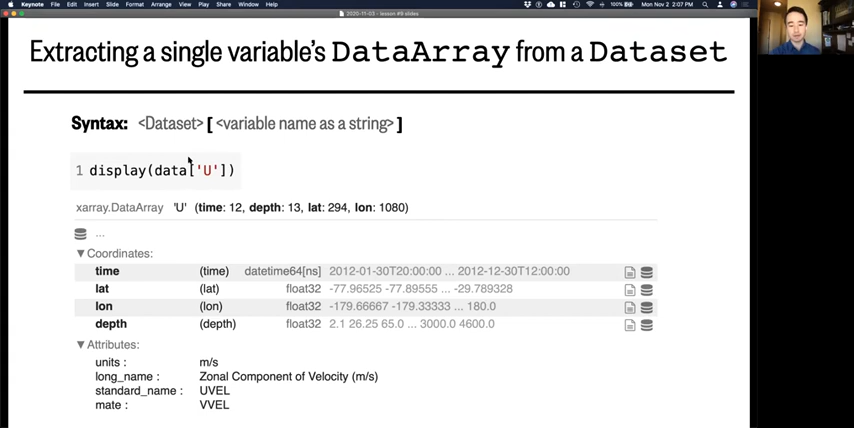 Keynote File Edit Insert Slide Format Arrange View Play Share Window Help 100% Mon Nov 2 2:07 PM
2020-11-03 - lesson #9 slides
Extracting a single variable's DataArray from a Dataset
Syntax: <Dataset> [ <variable name as a string> ]
1 display(data['U'])
xarray.DataArray 'U' (time: 12, depth: 13, lat: 294, lon: 1080)
...
▼Coordinates:
time (time) datetime64[ns] 2012-01-30T20:00:00 ... 2012-12-30T12:00:00
lat (lat) float32 -77.96525 -77.89555 ... -29.789328
lon (lon) float32 -179.66667 -179.33333 ... 180.0
depth (depth) float32 2.1 26.25 65.0 ... 3000.0 4600.0
▼Attributes:
units : m/s
long_name : Zonal Component of Velocity (m/s)
standard_name : UVEL
mate : VVEL